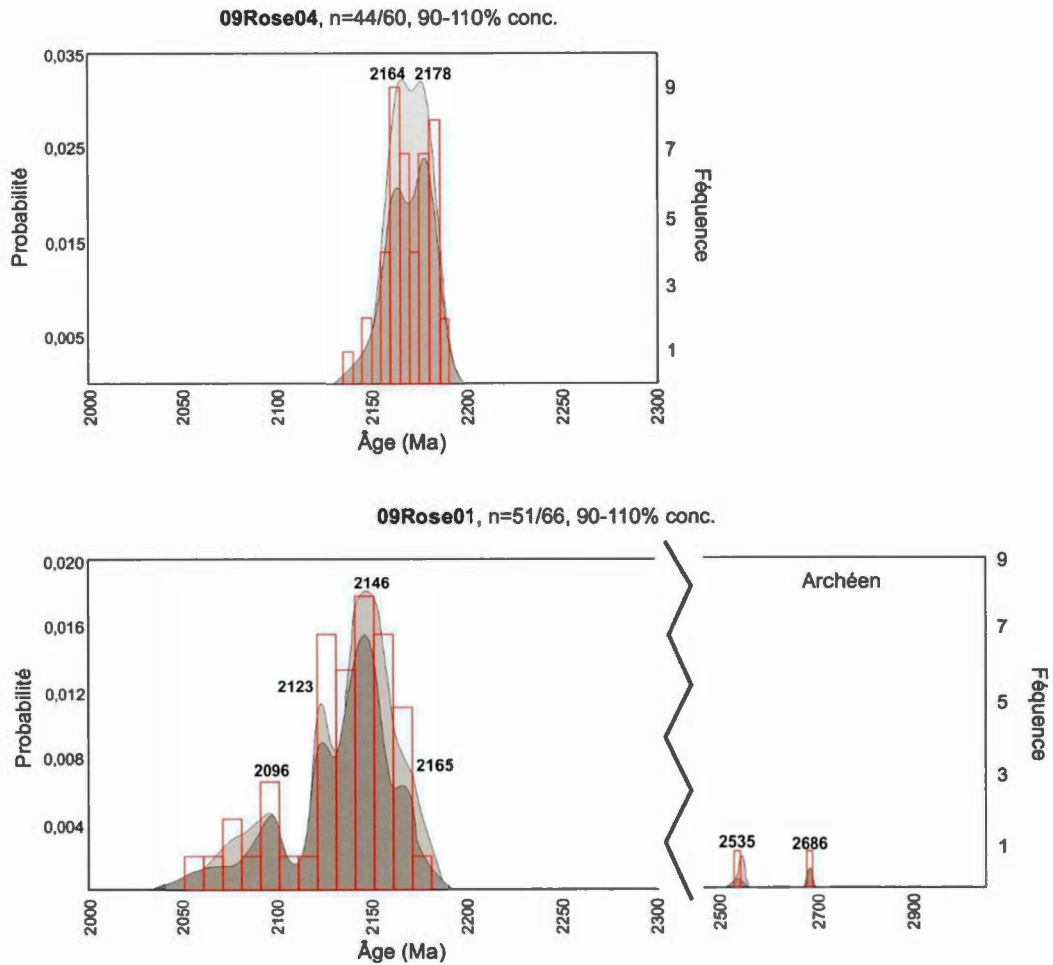 09Rose04, n=44/60, 90-110% conc.
0,035
0,025
0,015
0,005
Probabilité
2164 2178
9
7
5
3
1
Féquence
2000 2050 2100 2150 2200 2250 2300
Âge (Ma)
09Rose01, n=51/66, 90-110% conc.
0,020
0,016
0,012
0,008
0,004
Probabilité
2146
2123
2096
2165
Archéen
2535 2686
9
7
5
3
1
Féquence
2000 2050 2100 2150 2200 2250 2300 2500 2700 2900
Âge (Ma)